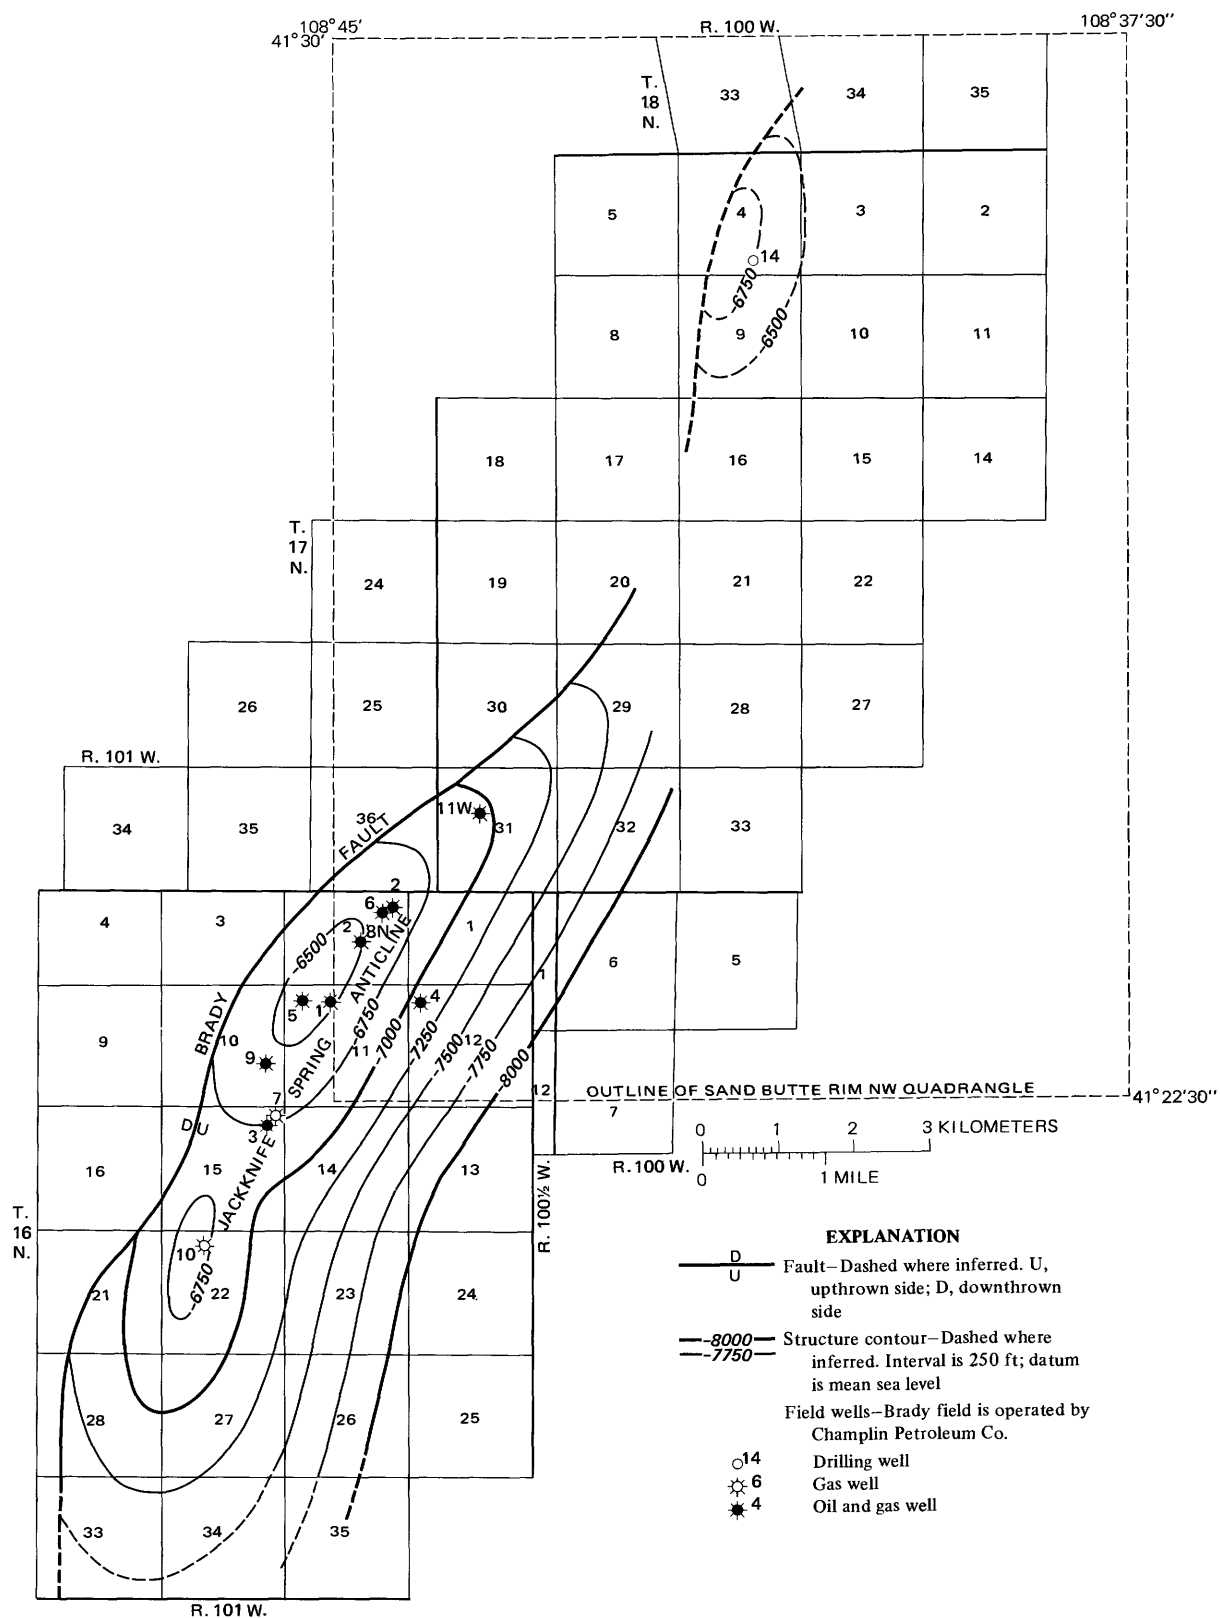 108°45'
41°30'
R. 100 W.
108°37'30"
T.
18
N.
33
34
35
5
4
3
2
14
-6750
8
9
-6500
10
11
18
17
16
15
14
T.
17
N.
24
19
20
21
22
26
25
30
29
28
27
R. 101 W.
34
35
36
FAULT
11W
31
32
33
4
3
2
6
2
8N
1
-6500
ANTICLINE
6
5
1
BRADY
5
1
-6750
4
9
10
11
-7000
-7250
12
-7500
-7750
-8000
9
SPRING
7
12
OUTLINE OF SAND BUTTE RIM NW QUADRANGLE
41°22'30"
7
D U
3
JACKKNIFE
16
15
14
13
0 1 2 3 KILOMETERS
0 1 MILE
R. 100 W.
R. 100½ W.
T.
16
N.
10
-6750
21
22
23
24
28
27
26
25
33
34
35
R. 101 W.
EXPLANATION
D
U
Fault—Dashed where inferred. U,
upthrown side; D, downthrown
side
-8000
-7750
Structure contour—Dashed where
inferred. Interval is 250 ft; datum
is mean sea level
Field wells—Brady field is operated by
Champlin Petroleum Co.
14 Drilling well
6 Gas well
4 Oil and gas well